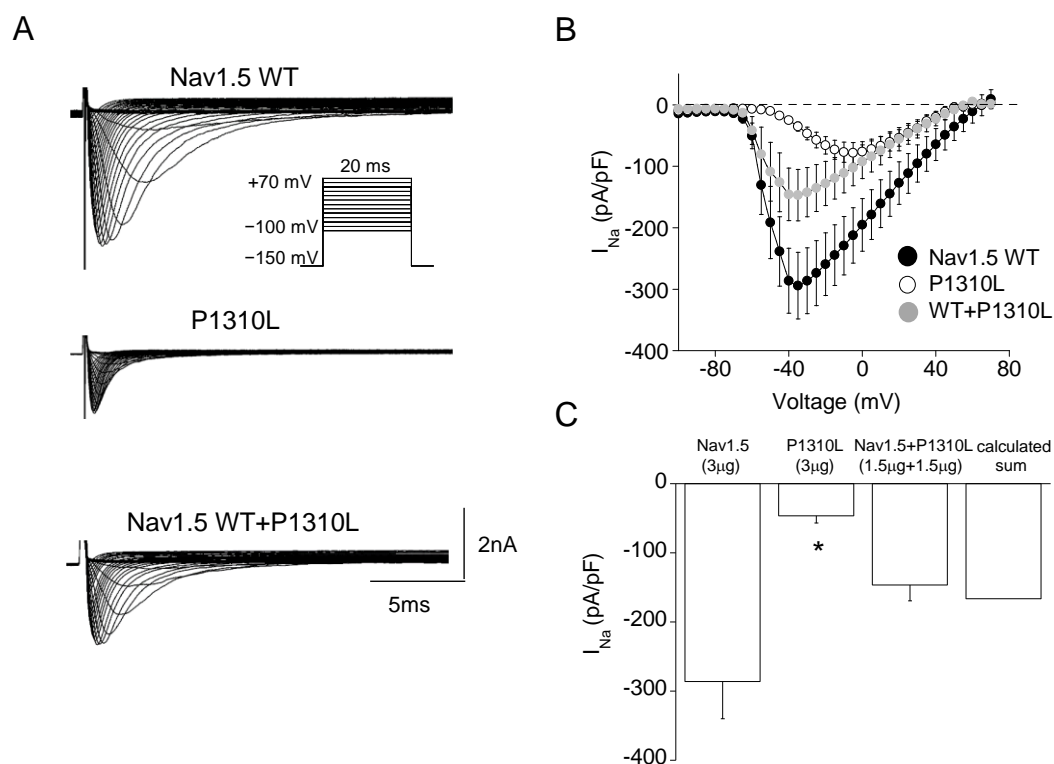 A
Nav1.5 WT
20 ms
+70 mV
−100 mV
−150 mV
P1310L
Nav1.5 WT+P1310L
2nA
5ms
B
0
-100
-200
-300
-400
I_Na (pA/pF)
-80
-40
0
40
80
Voltage (mV)
Nav1.5 WT
P1310L
WT+P1310L
C
Nav1.5
(3µg)
P1310L
(3µg)
Nav1.5+P1310L
(1.5µg+1.5µg)
calculated
sum
0
-100
-200
-300
-400
I_Na (pA/pF)
*